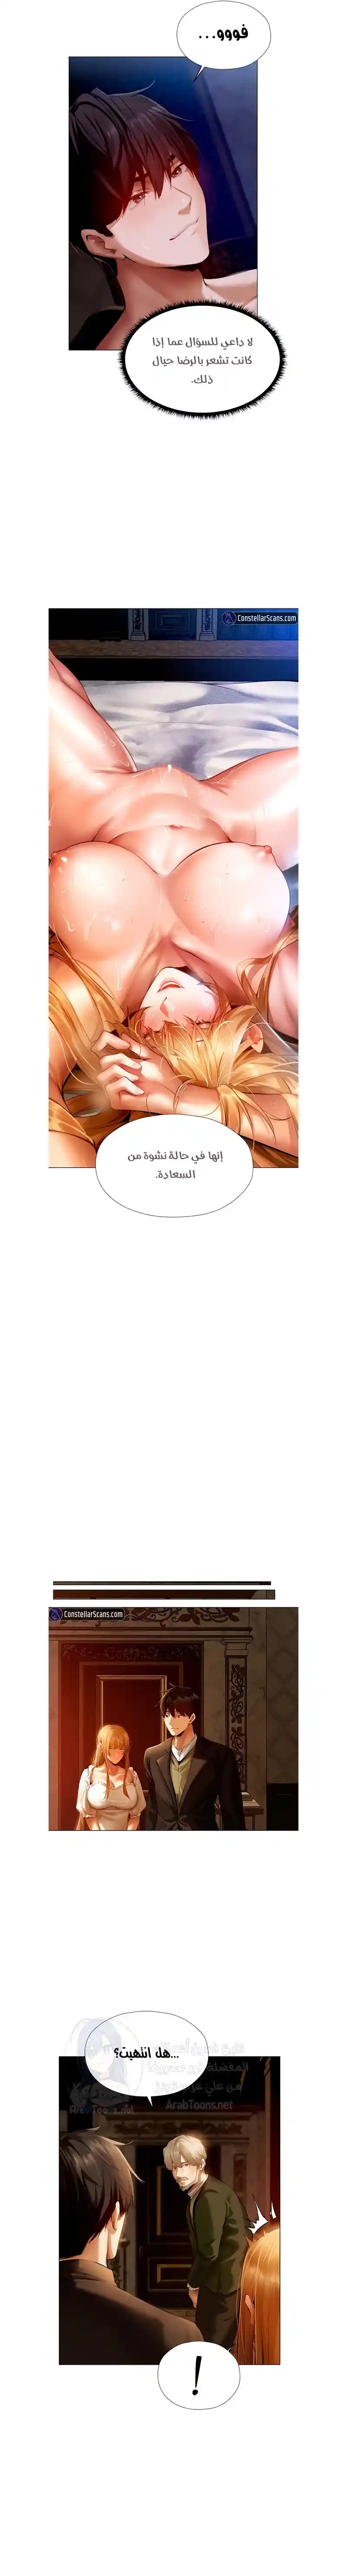 فووو...
لا داعي للسؤال عما إذا
كانت تشعر بالرضا حيال
ذلك.
ConstellarScans.com
إنها في حالة نشوة من
السعادة.
ConstellarScans.com
...هل انتهيت؟
ArabToons.net
!